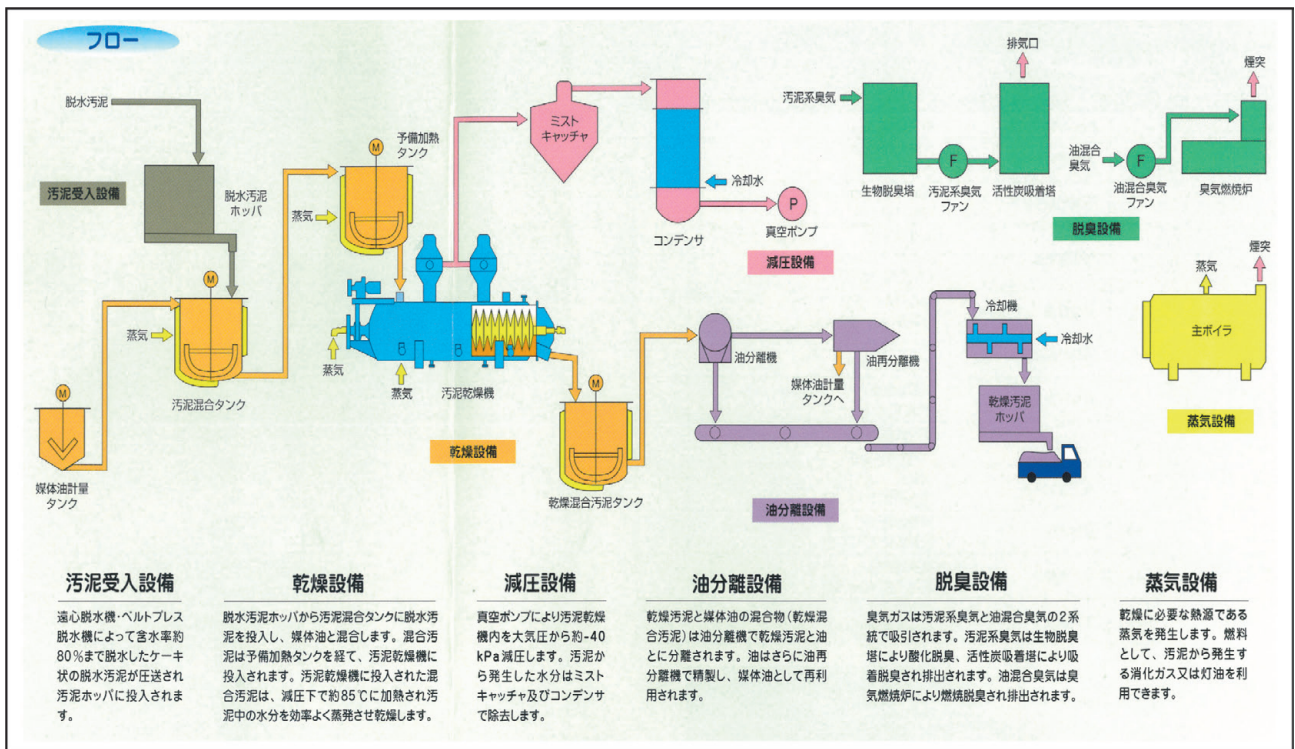 フロー
脱水汚泥
汚泥受入設備
脱水汚泥
ホッパ
蒸気
M
汚泥混合タンク
M
媒体油計量
タンク
M
予備加熱
タンク
蒸気
蒸気
蒸気
汚泥乾燥機
乾燥設備
M
乾燥混合汚泥タンク
ミスト
キャッチャ
冷却水
コンデンサ
P
真空ポンプ
減圧設備
汚泥系臭気
生物脱臭塔
F
汚泥系臭気
ファン
排気口
活性炭吸着塔
油混合
臭気
F
油混合臭気
ファン
煙突
臭気燃焼炉
脱臭設備
油分離機
油再分離機
媒体油計量
タンクへ
冷却機
冷却水
乾燥汚泥
ホッパ
油分離設備
蒸気
煙突
主ボイラ
蒸気設備
汚泥受入設備
遠心脱水機・ベルトプレス
脱水機によって含水率約
80%まで脱水したケーキ
状の脱水汚泥が圧送され
汚泥ホッパに投入されま
す。
乾燥設備
脱水汚泥ホッパから汚泥混合タンクに脱水汚
泥を投入し、媒体油と混合します。混合汚
泥は予備加熱タンクを経て、汚泥乾燥機に
投入されます。汚泥乾燥機に投入された混
合汚泥は、減圧下で約85℃に加熱され汚
泥中の水分を効率よく蒸発させ乾燥します。
減圧設備
真空ポンプにより汚泥乾燥
機内を大気圧から約-40
kPa減圧します。汚泥か
ら発生した水分はミスト
キャッチャ及びコンデンサ
で除去します。
油分離設備
乾燥汚泥と媒体油の混合物(乾燥混
合汚泥)は油分離機で乾燥汚泥と油
とに分離されます。油はさらに油再
分離機で精製し、媒体油として再利
用されます。
脱臭設備
臭気ガスは汚泥系臭気と油混合臭気の2系
統で吸引されます。汚泥系臭気は生物脱臭
塔により酸化脱臭、活性炭吸着塔により吸
着脱臭され排出されます。油混合臭気は臭
気燃焼炉により燃焼脱臭され排出されます。
蒸気設備
乾燥に必要な熱源である
蒸気を発生します。燃料
として、汚泥から発生す
る消化ガス又は灯油を利
用できます。